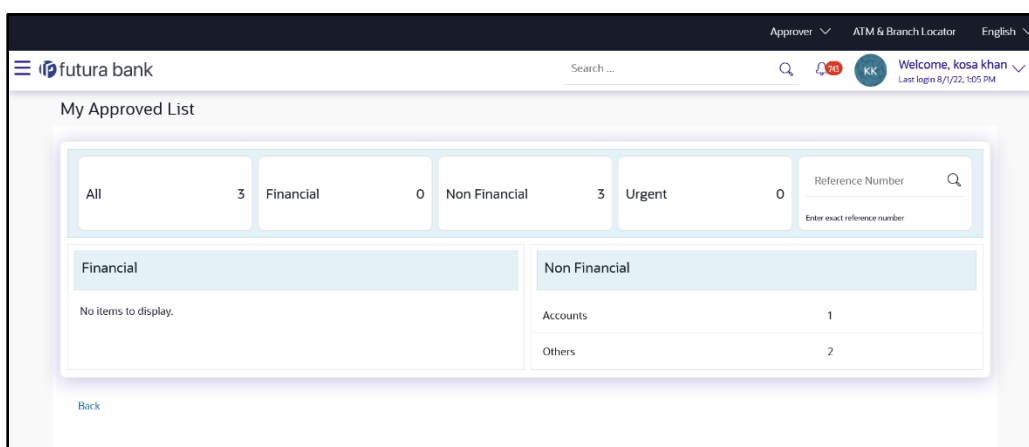 Approver ATM & Branch Locator English
futura bank Search ... 743 KK Welcome, kosa khan
Last login 8/1/22, 1:05 PM
My Approved List
All 3 Financial 0 Non Financial 3 Urgent 0 Reference Number
Enter exact reference number
Financial Non Financial
No items to display. Accounts 1
Others 2
Back